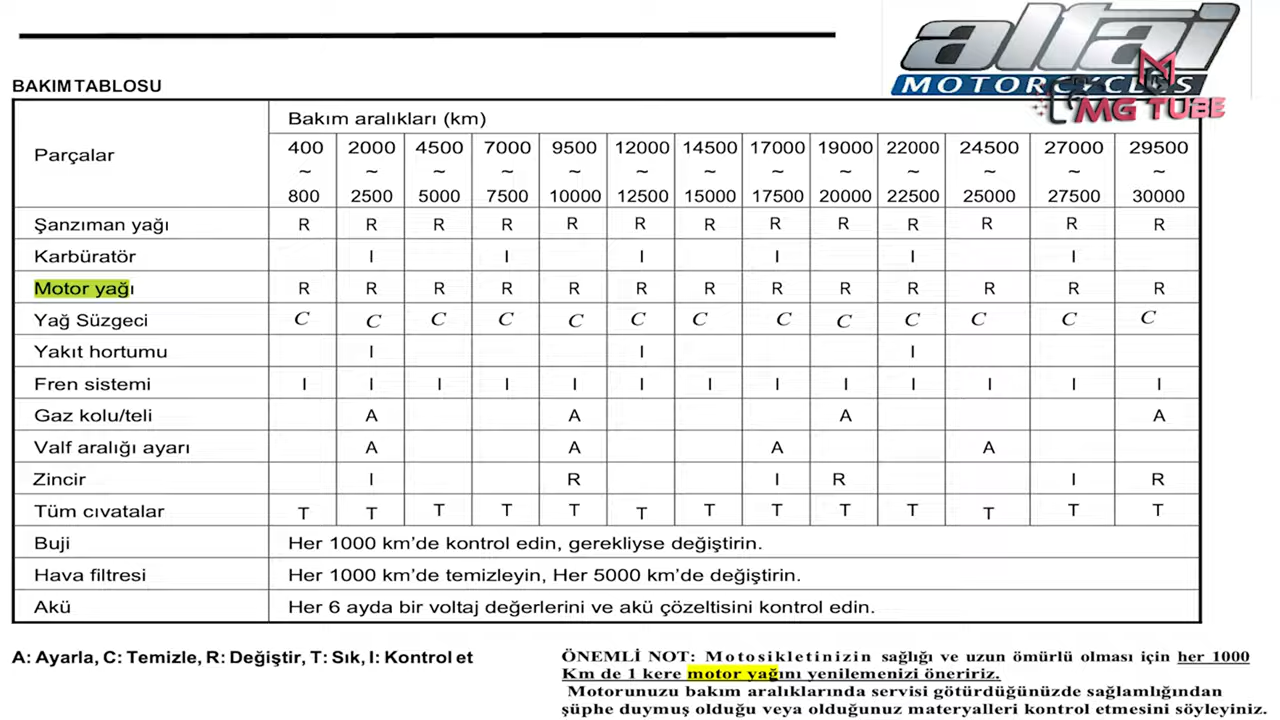 altai
MOTORCYCLES
MG TUBE
BAKIM TABLOSU
Parçalar
Bakım aralıkları (km)
400 2000 4500 7000 9500 12000 14500 17000 19000 22000 24500 27000 29500
~ ~ ~ ~ ~ ~ ~ ~ ~ ~ ~ ~ ~
800 2500 5000 7500 10000 12500 15000 17500 20000 22500 25000 27500 30000
Şanzıman yağı R R R R R R R R R R R R R
Karbüratör I I I I I I
Motor yağı R R R R R R R R R R R R R
Yağ Süzgeci C C C C C C C C C C C C C
Yakıt hortumu I I I
Fren sistemi I I I I I I I I I I I I I
Gaz kolu/teli A A A A
Valf aralığı ayarı A A A A
Zincir I R I R I R
Tüm cıvatalar T T T T T T T T T T T T T
Buji Her 1000 km’de kontrol edin, gerekliyse değiştirin.
Hava filtresi Her 1000 km’de temizleyin, Her 5000 km’de değiştirin.
Akü Her 6 ayda bir voltaj değerlerini ve akü çözeltisini kontrol edin.
A: Ayarla, C: Temizle, R: Değiştir, T: Sık, I: Kontrol et
ÖNEMLİ NOT: Motosikletinizin sağlığı ve uzun ömürlü olması için her 1000
Km de 1 kere motor yağını yenilemenizi öneririz.
Motorunuzu bakım aralıklarında servisi götürdüğünüzde sağlamlığından
şüphe duymuş olduğu veya olduğunuz materyalleri kontrol etmesini söyleyiniz.